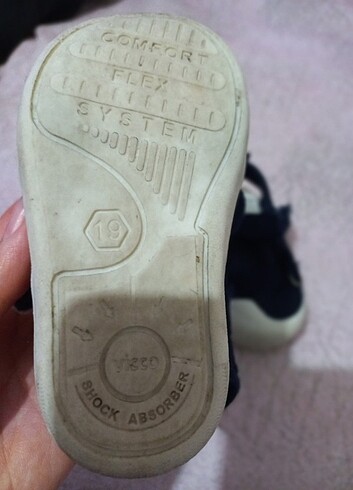 COMFORT
FLEX
SYSTEM
19
SHOCK ABSORBER